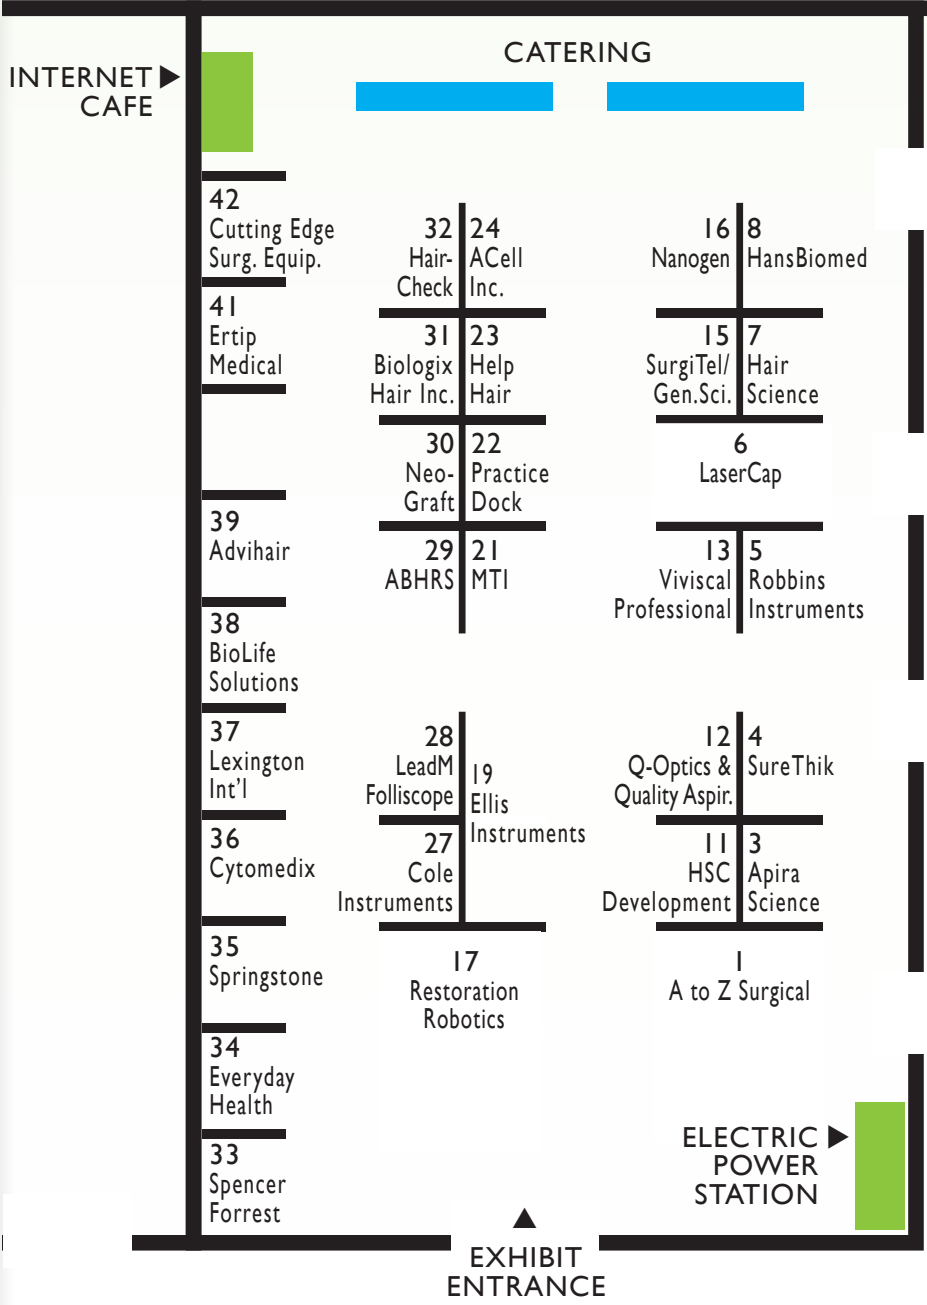 CATERING
INTERNET
CAFE
42
Cutting Edge
Surg. Equip.
41
Ertip
Medical
39
Advihair
38
BioLife
Solutions
37
Lexington
Int'l
36
Cytomedix
35
Springstone
34
Everyday
Health
33
Spencer
Forrest
32
Hair-
Check
24
ACell
Inc.
31
Biologix
Hair Inc.
23
Help
Hair
30
Neo-
Graft
22
Practice
Dock
29
ABHRS
21
MTI
28
LeadM
Folliscope
19
Ellis
Instruments
27
Cole
Instruments
17
Restoration
Robotics
16
Nanogen
8
HansBiomed
15
SurgiTel/
Gen.Sci.
7
Hair
Science
6
LaserCap
13
Viviscal
Professional
5
Robbins
Instruments
12
Q-Optics &
Quality Aspir.
4
SureThik
11
HSC
Development
3
Apira
Science
1
A to Z Surgical
ELECTRIC
POWER
STATION
EXHIBIT
ENTRANCE